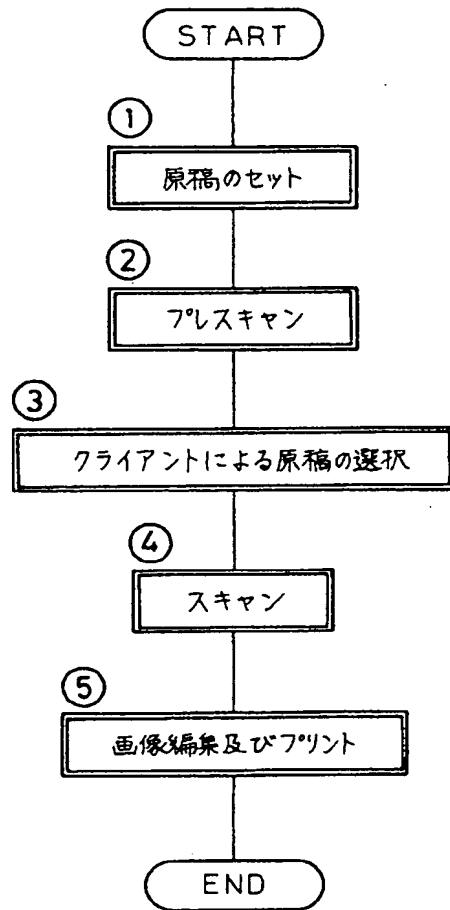 START
①
原稿のセット
②
プレスキャン
③
クライアントによる原稿の選択
④
スキャン
⑤
画像編集及びプリント
END